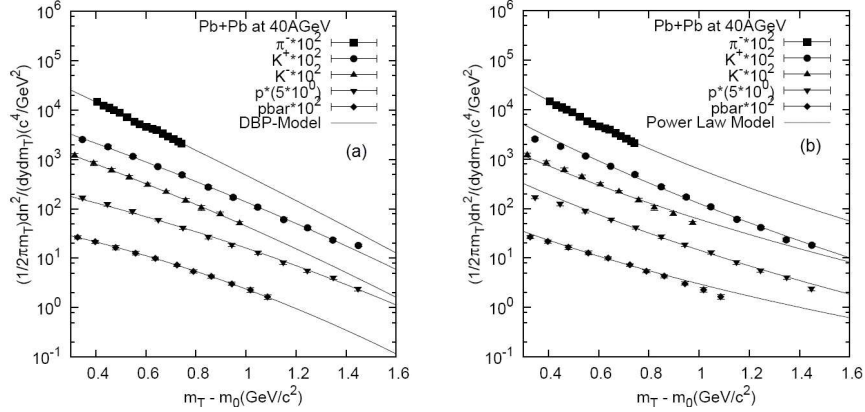 10^6
10^5
10^4
10^3
10^2
10^1
10^0
10^-1
(1/2πm_T)dn^2/(dydm_T)(c^4/GeV^2)
Pb+Pb at 40AGeV
π^-*10^2
K^+*10^2
K^-*10^2
p*(5*10^0)
pbar*10^2
DBP-Model
(a)
0.4 0.6 0.8 1 1.2 1.4 1.6
m_T - m_0(GeV/c^2)
10^6
10^5
10^4
10^3
10^2
10^1
10^0
10^-1
(1/2πm_T)dn^2/(dydm_T)(c^4/GeV^2)
Pb+Pb at 40AGeV
π^-*10^2
K^+*10^2
K^-*10^2
p*(5*10^0)
pbar*10^2
Power Law Model
(b)
0.4 0.6 0.8 1 1.2 1.4 1.6
m_T - m_0(GeV/c^2)